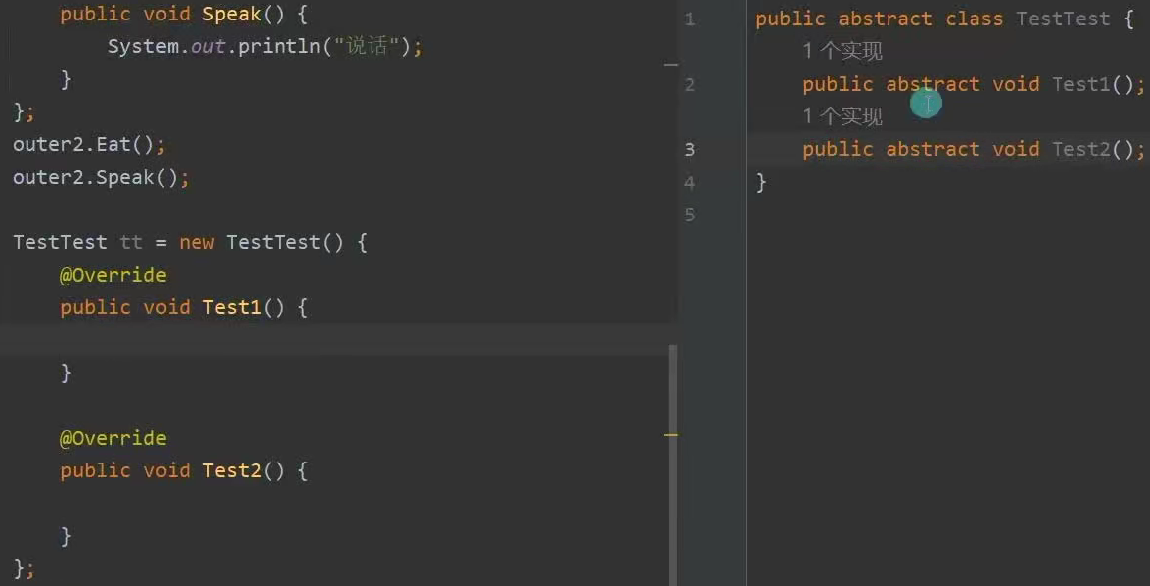 public void Speak() {
System.out.println("说话");
}
};
outer2.Eat();
outer2.Speak();
TestTest tt = new TestTest() {
@Override
public void Test1() {
}
@Override
public void Test2() {
}
};
1 public abstract class TestTest {
1 个实现
2 public abstract void Test1();
1 个实现
3 public abstract void Test2();
4 }
5